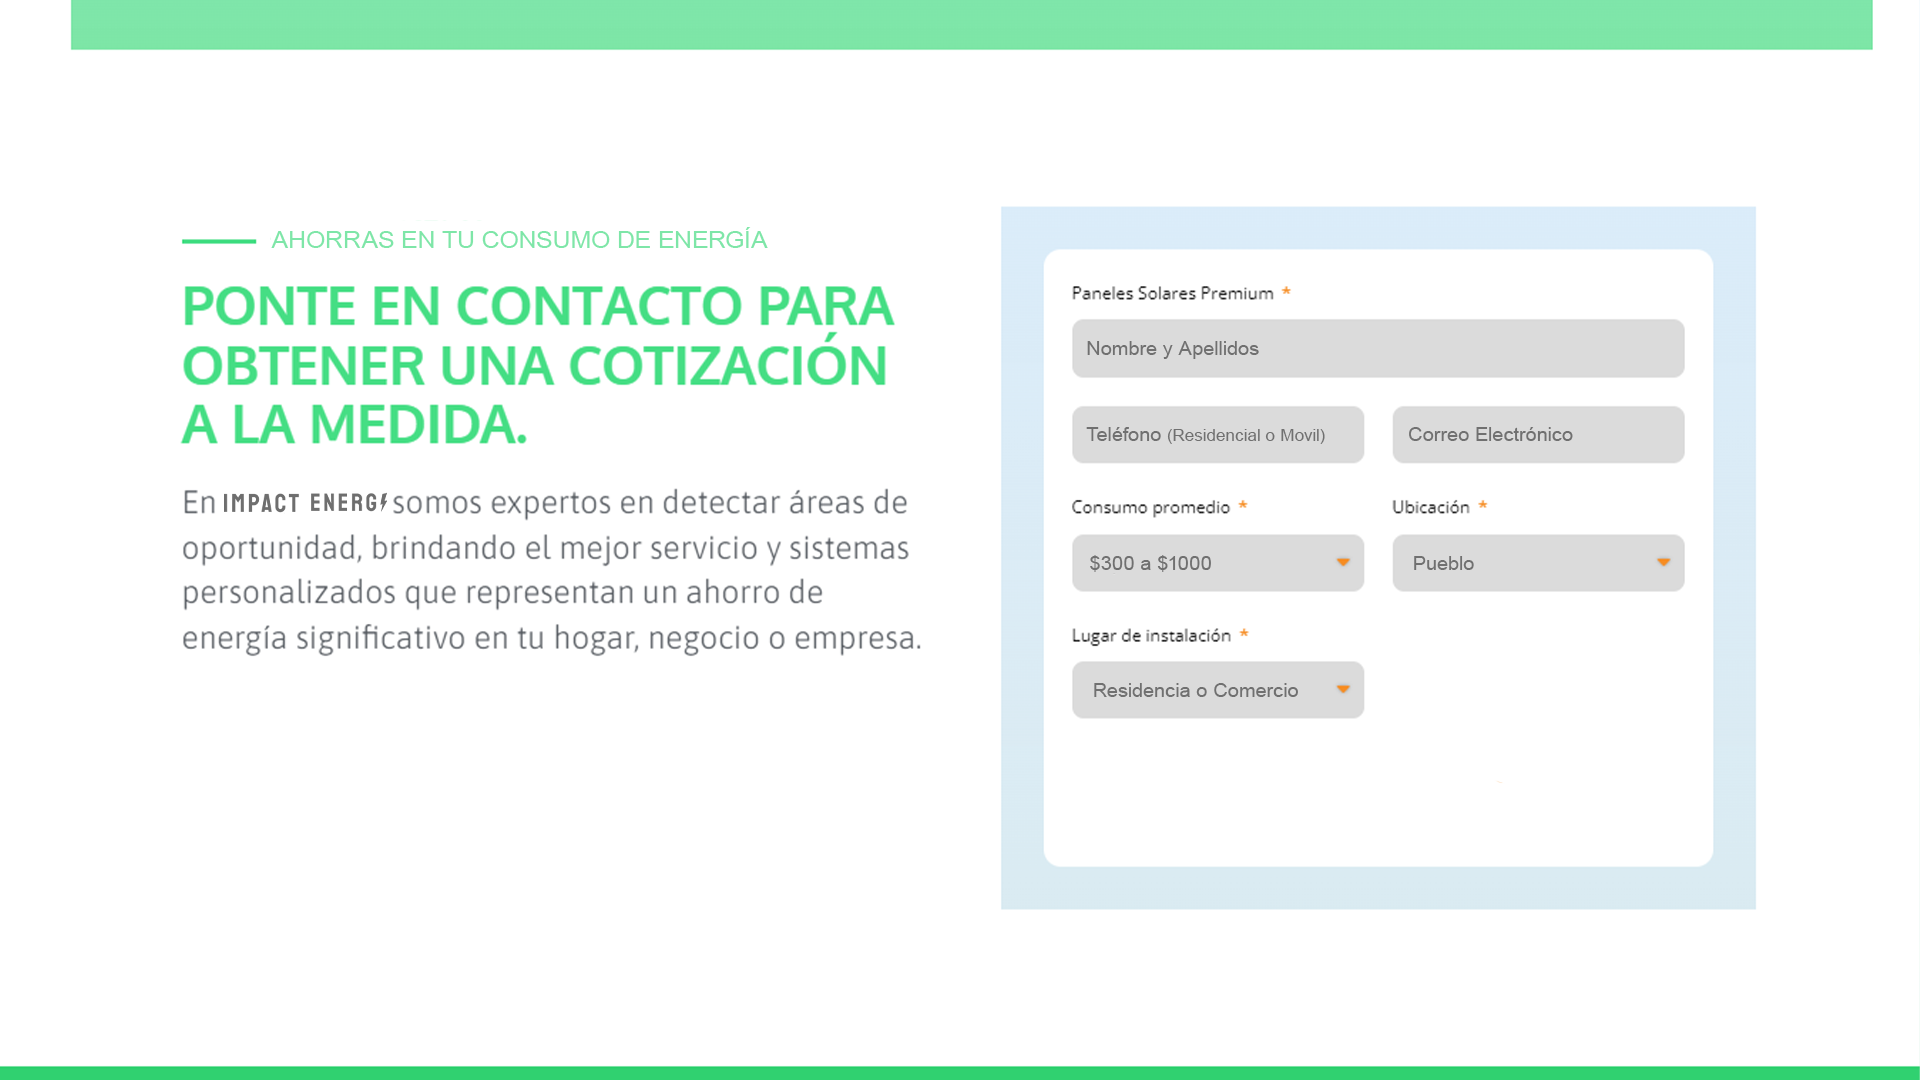 AHORRAS EN TU CONSUMO DE ENERGÍA
PONTE EN CONTACTO PARA
OBTENER UNA COTIZACIÓN
A LA MEDIDA.
En IMPACT ENERGY somos expertos en detectar áreas de
oportunidad, brindando el mejor servicio y sistemas
personalizados que representan un ahorro de
energía significativo en tu hogar, negocio o empresa.
Paneles Solares Premium *
Nombre y Apellidos
Teléfono (Residencial o Movil)
Correo Electrónico
Consumo promedio *
Ubicación *
$300 a $1000
Pueblo
Lugar de instalación *
Residencia o Comercio